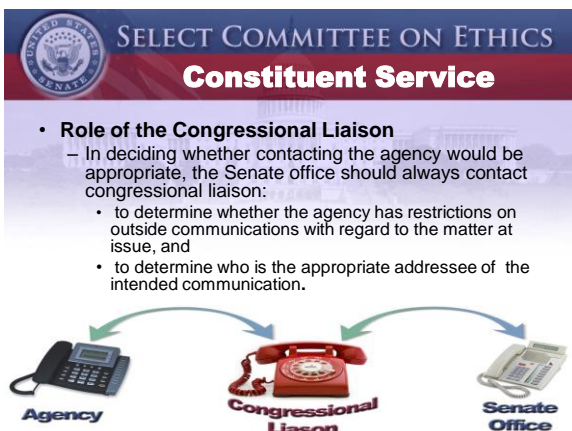 UNITED STATES SENATE
SELECT COMMITTEE ON ETHICS
Constituent Service
• Role of the Congressional Liaison
– In deciding whether contacting the agency would be
appropriate, the Senate office should always contact
congressional liaison:
• to determine whether the agency has restrictions on
outside communications with regard to the matter at
issue, and
• to determine who is the appropriate addressee of the
intended communication.
Agency
Congressional
Liason
Senate
Office